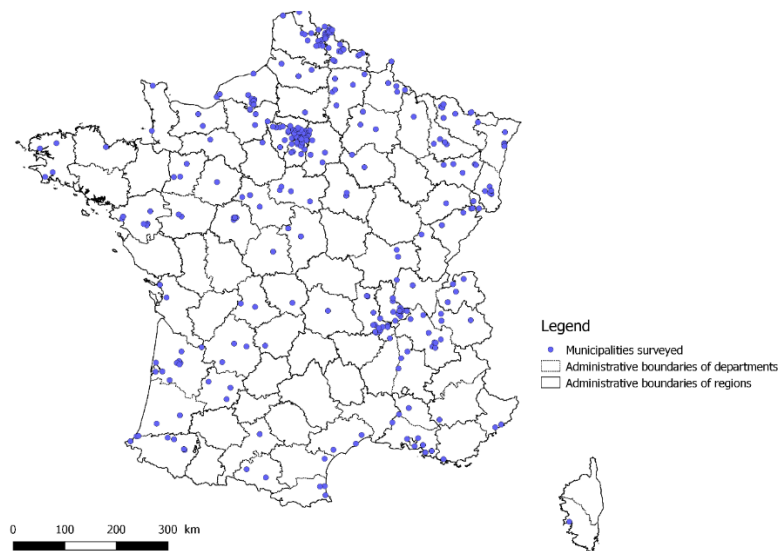 Legend
Municipalities surveyed
Administrative boundaries of departments
Administrative boundaries of regions
0 100 200 300 km